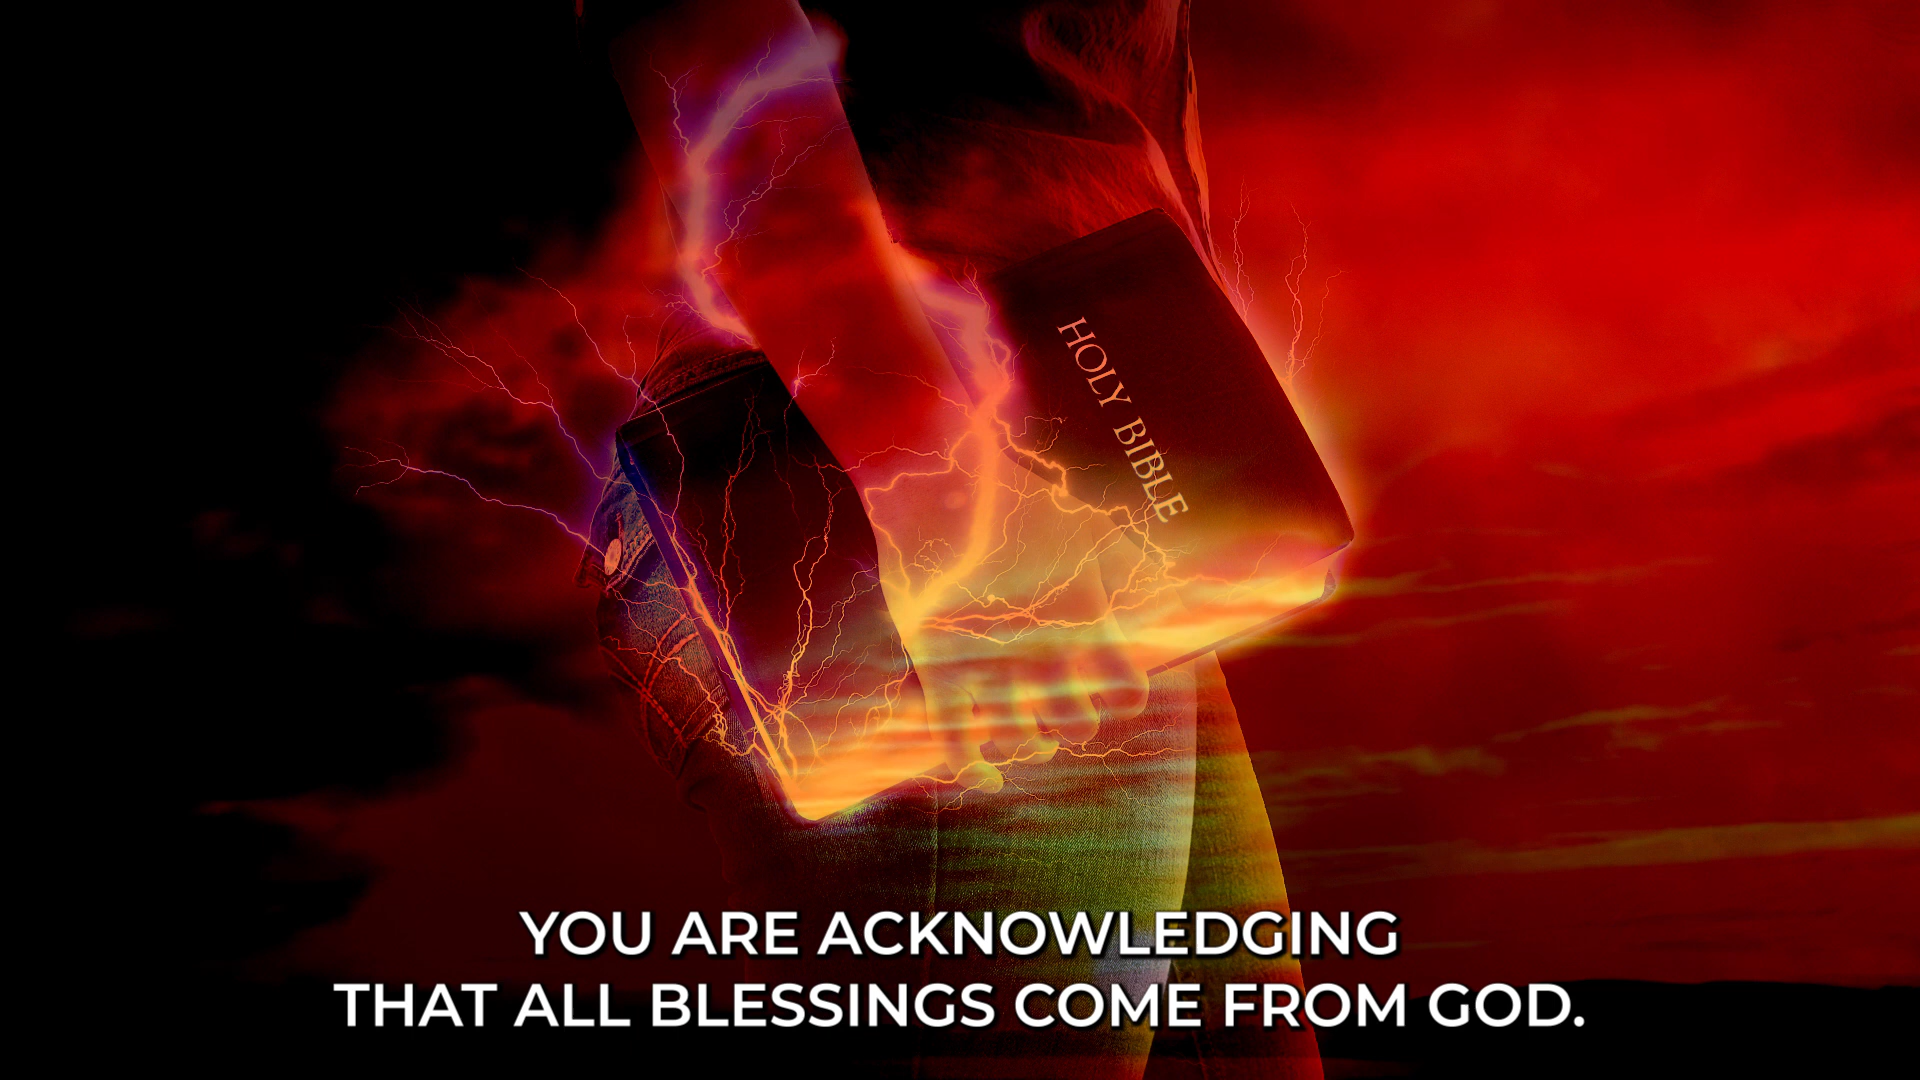 HOLY BIBLE
YOU ARE ACKNOWLEDGING
THAT ALL BLESSINGS COME FROM GOD.